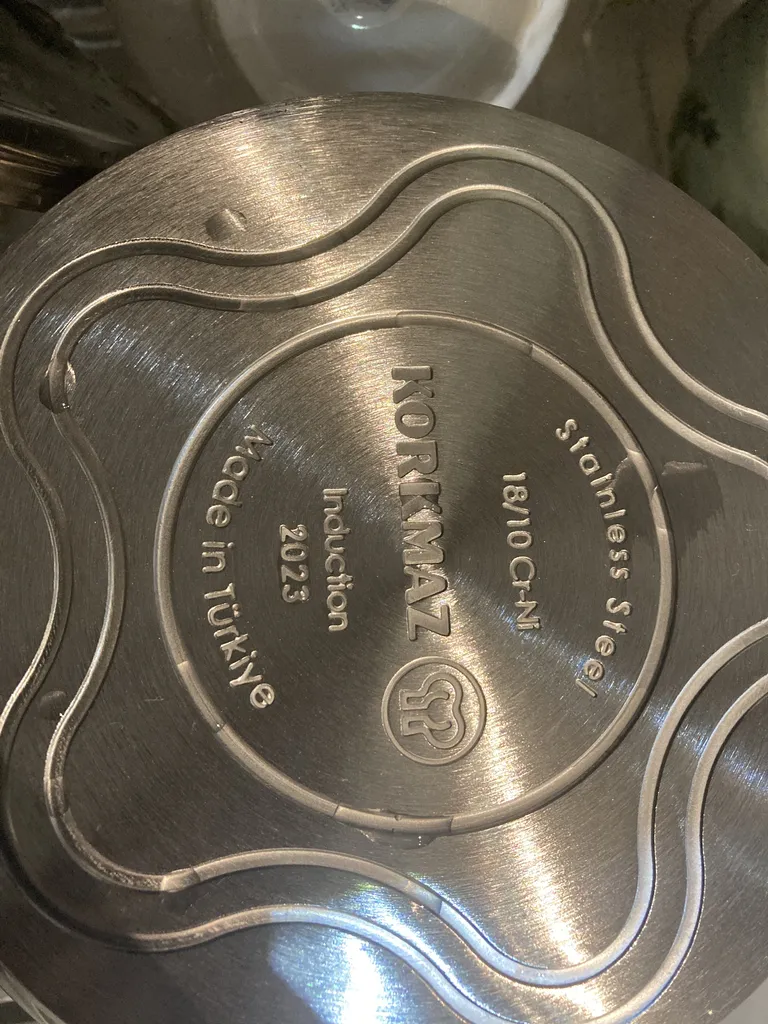 Stainless Steel
18/10 Cr-Ni
KORKMAZ
Induction
2023
Made in Türkiye